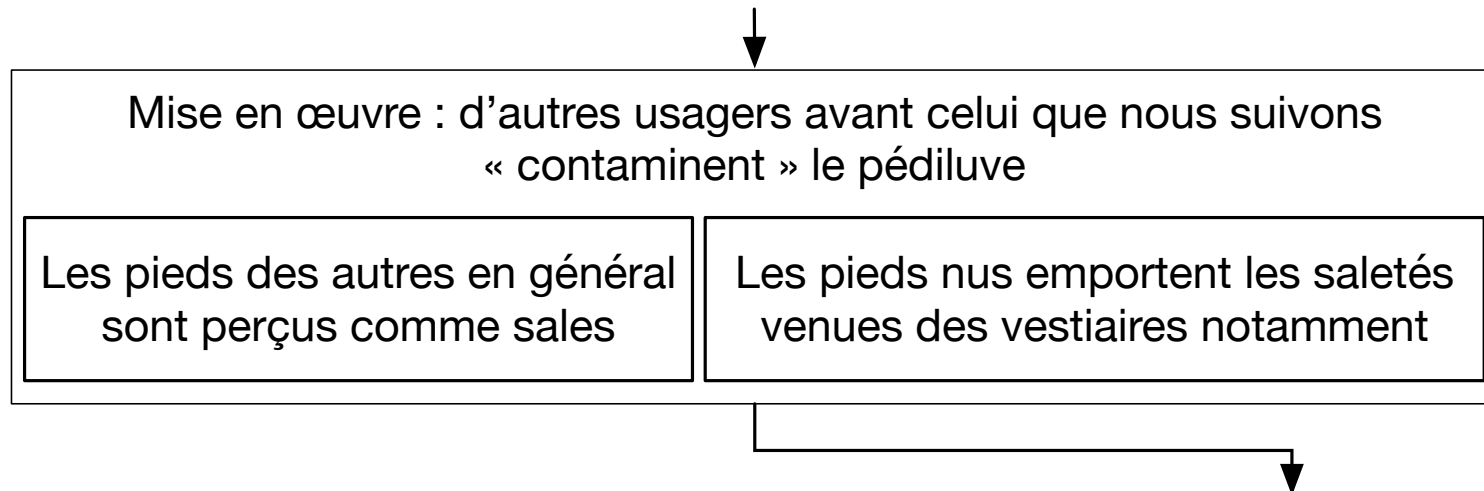 Mise en œuvre : d’autres usagers avant celui que nous suivons
« contaminent » le pédiluve
Les pieds des autres en général
sont perçus comme sales
Les pieds nus emportent les saletés
venues des vestiaires notamment